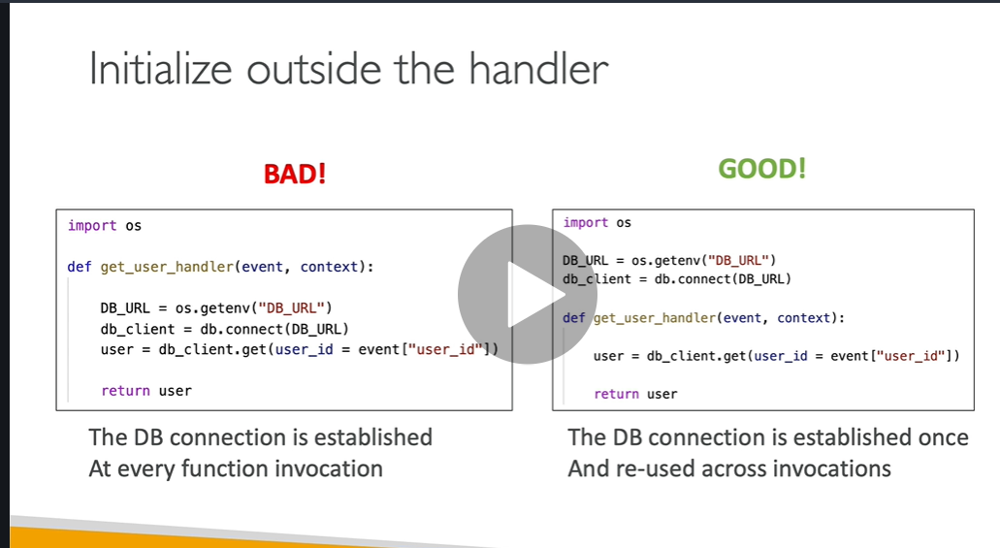 Initialize outside the handler
BAD!
import os
def get_user_handler(event, context):
DB_URL = os.getenv("DB_URL")
db_client = db.connect(DB_URL)
user = db_client.get(user_id = event["user_id"])
return user
The DB connection is established
At every function invocation
GOOD!
import os
DB_URL = os.getenv("DB_URL")
db_client = db.connect(DB_URL)
def get_user_handler(event, context):
user = db_client.get(user_id = event["user_id"])
return user
The DB connection is established once
And re-used across invocations